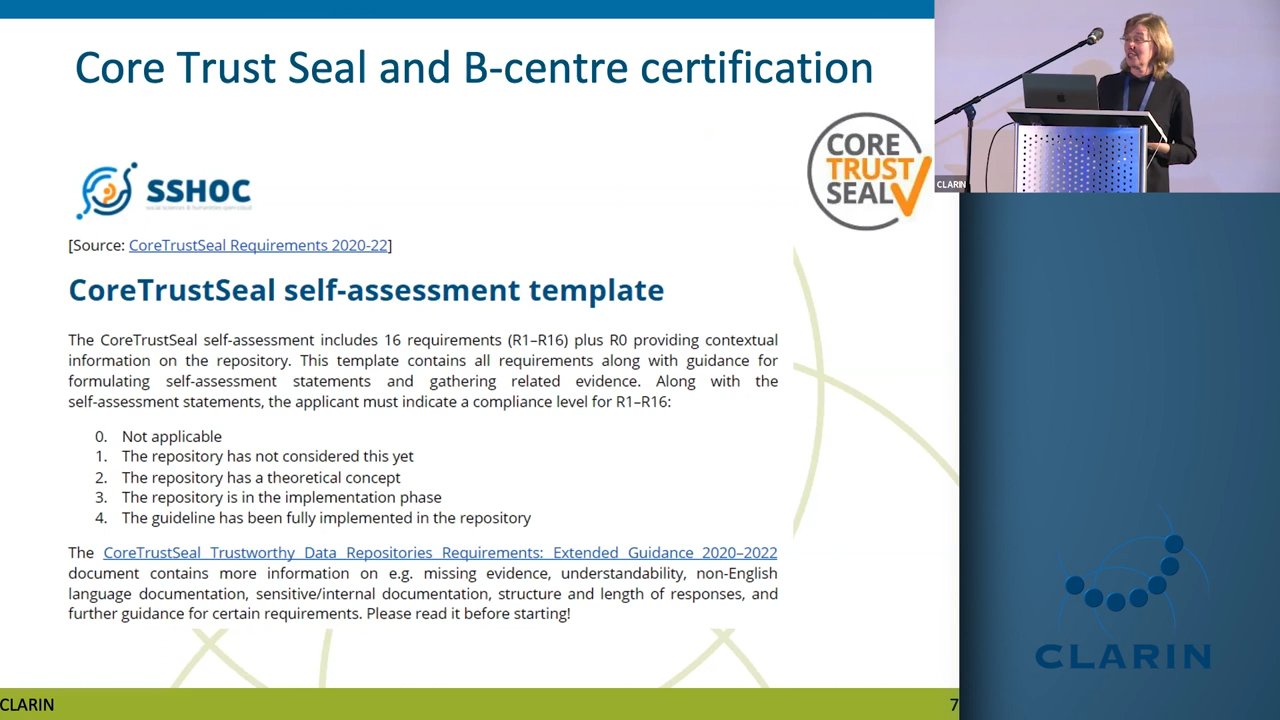 Core Trust Seal and B-centre certification
CORE
TRUST
SEAL
CLARIN
SSHOC
social sciences & humanities open cloud
[Source: CoreTrustSeal Requirements 2020-22]
CoreTrustSeal self-assessment template
The CoreTrustSeal self-assessment includes 16 requirements (R1–R16) plus R0 providing contextual
information on the repository. This template contains all requirements along with guidance for
formulating self-assessment statements and gathering related evidence. Along with the
self-assessment statements, the applicant must indicate a compliance level for R1–R16:
0. Not applicable
1. The repository has not considered this yet
2. The repository has a theoretical concept
3. The repository is in the implementation phase
4. The guideline has been fully implemented in the repository
The CoreTrustSeal Trustworthy Data Repositories Requirements: Extended Guidance 2020–2022
document contains more information on e.g. missing evidence, understandability, non-English
language documentation, sensitive/internal documentation, structure and length of responses, and
further guidance for certain requirements. Please read it before starting!
CLARIN
CLARIN
7